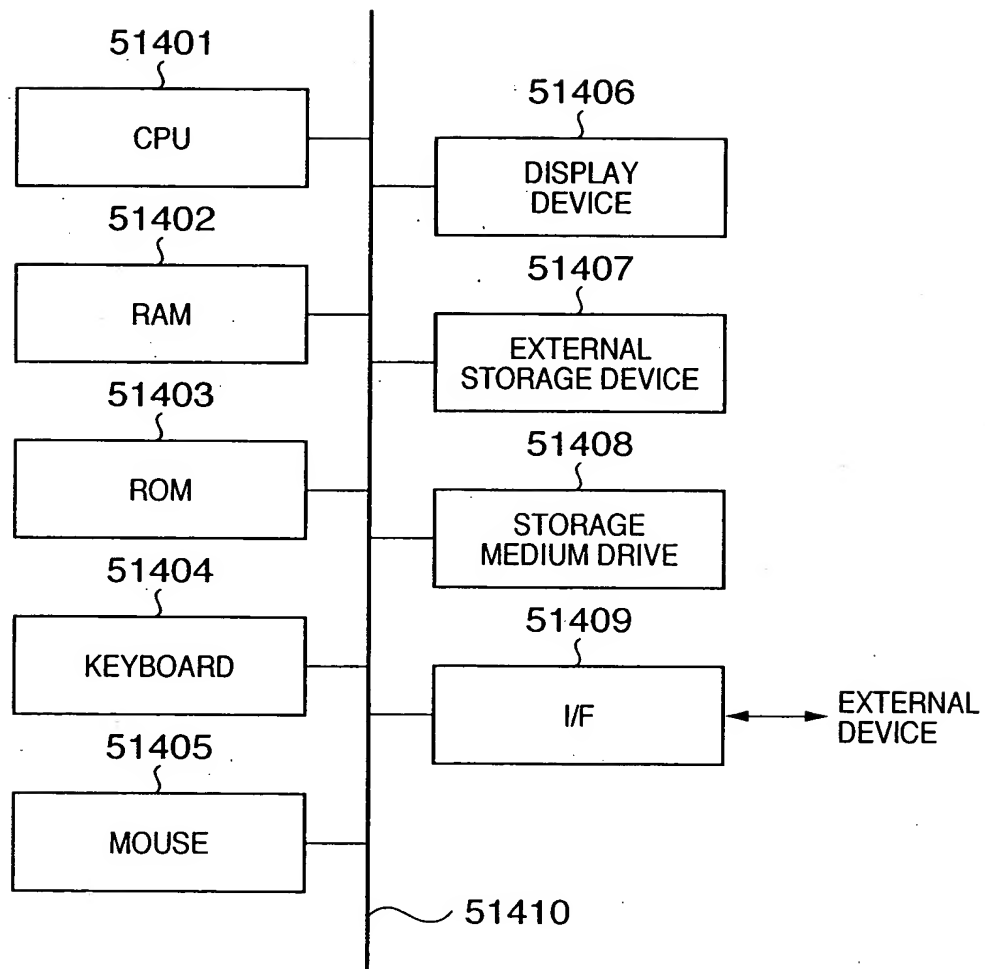 51401
CPU
51402
RAM
51403
ROM
51404
KEYBOARD
51405
MOUSE
51406
DISPLAY
DEVICE
51407
EXTERNAL
STORAGE DEVICE
51408
STORAGE
MEDIUM DRIVE
51409
I/F
EXTERNAL
DEVICE
51410